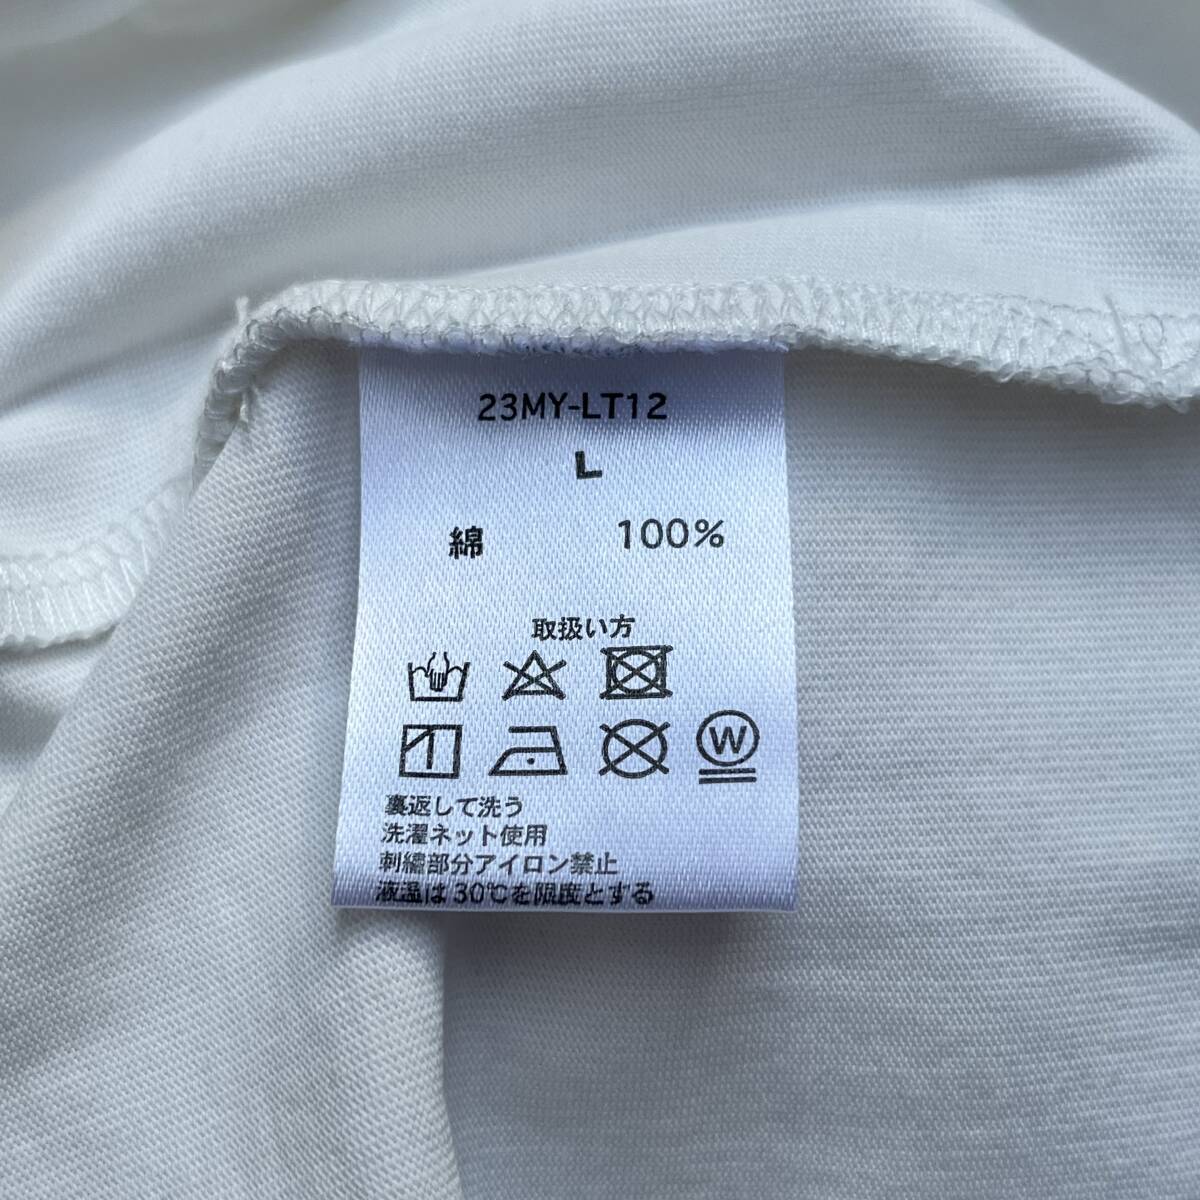 23MY-LT12
L
綿 100%
取扱い方
W
裏返して洗う
洗濯ネット使用
刺繍部分アイロン禁止
液温は30℃を限度とする